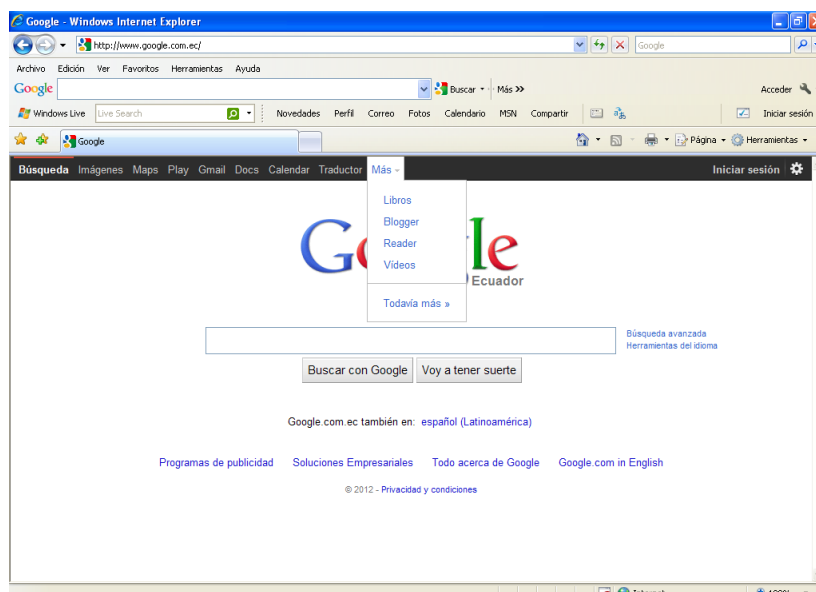 Google - Windows Internet Explorer
http://www.google.com.ec/
Google
Archivo Edición Ver Favoritos Herramientas Ayuda
Google Buscar Más >> Acceder
Windows Live Live Search Novedades Perfil Correo Fotos Calendario MSN Compartir Iniciar sesión
Google Página Herramientas
Búsqueda Imágenes Maps Play Gmail Docs Calendar Traductor Más Iniciar sesión
Libros
Blogger
Reader
Vídeos
Todavía más »
Ecuador
Búsqueda avanzada
Herramientas del idioma
Buscar con Google Voy a tener suerte
Google.com.ec también en: español (Latinoamérica)
Programas de publicidad Soluciones Empresariales Todo acerca de Google Google.com in English
© 2012 - Privacidad y condiciones